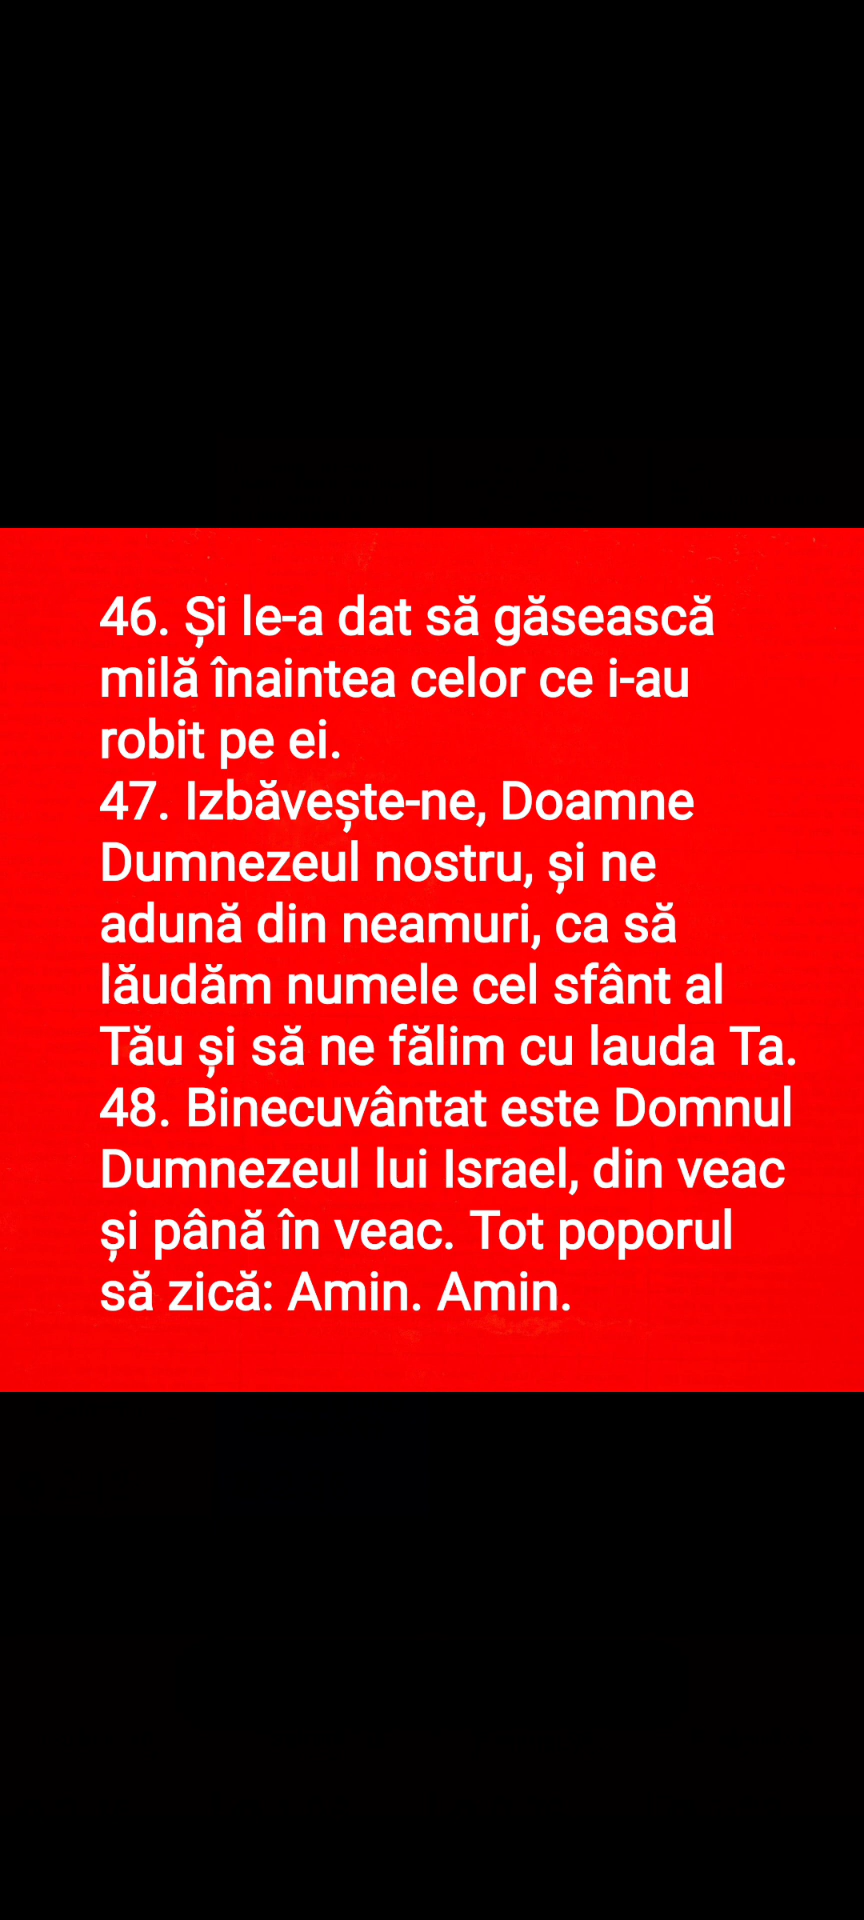 46. Și le-a dat să găsească
milă înaintea celor ce i-au
robit pe ei.
47. Izbăvește-ne, Doamne
Dumnezeul nostru, și ne
adună din neamuri, ca să
lăudăm numele cel sfânt al
Tău și să ne fălim cu lauda Ta.
48. Binecuvântat este Domnul
Dumnezeul lui Israel, din veac
și până în veac. Tot poporul
să zică: Amin. Amin.